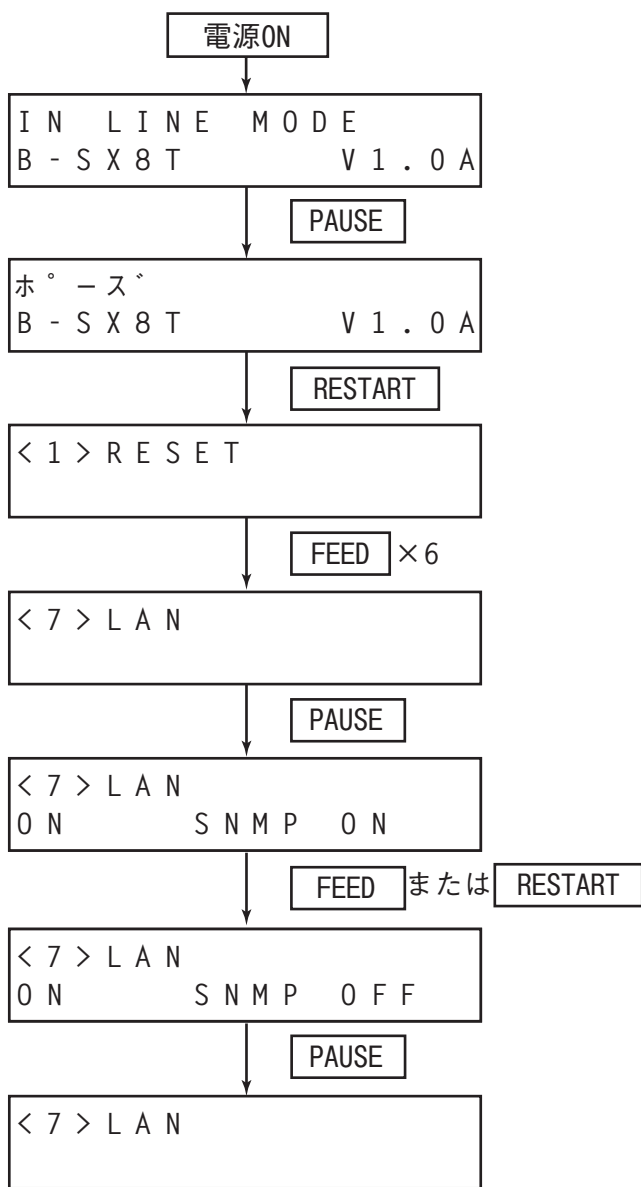 電源ON
IN LINE MODE
B-SX8T V1.0A
PAUSE
ポーズ
B-SX8T V1.0A
RESTART
<1>RESET
FEED ×6
<7>LAN
PAUSE
<7>LAN
ON SNMP ON
FEED または RESTART
<7>LAN
ON SNMP OFF
PAUSE
<7>LAN